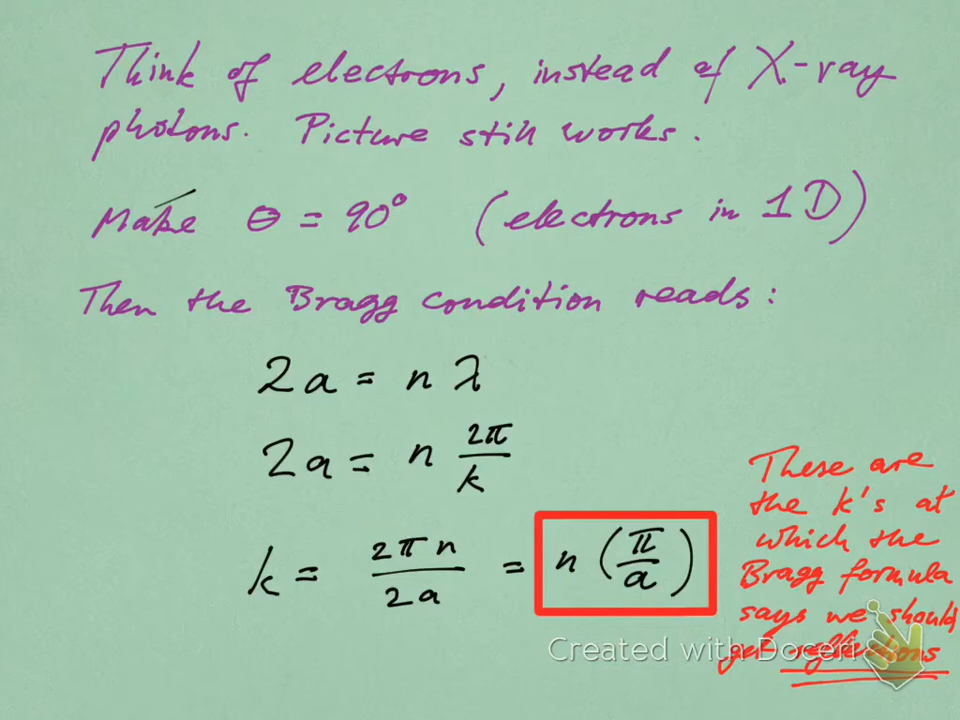 Think of electrons, instead of X-ray
photons. Picture still works.
Make θ = 90° (electrons in 1D)
Then the Bragg condition reads:
2a = n λ
2a = n 2π/k
k = 2πn/2a = n (π/a)
These are
the k's at
which the
Bragg formula
says we should
get reflections
Created with Doceri